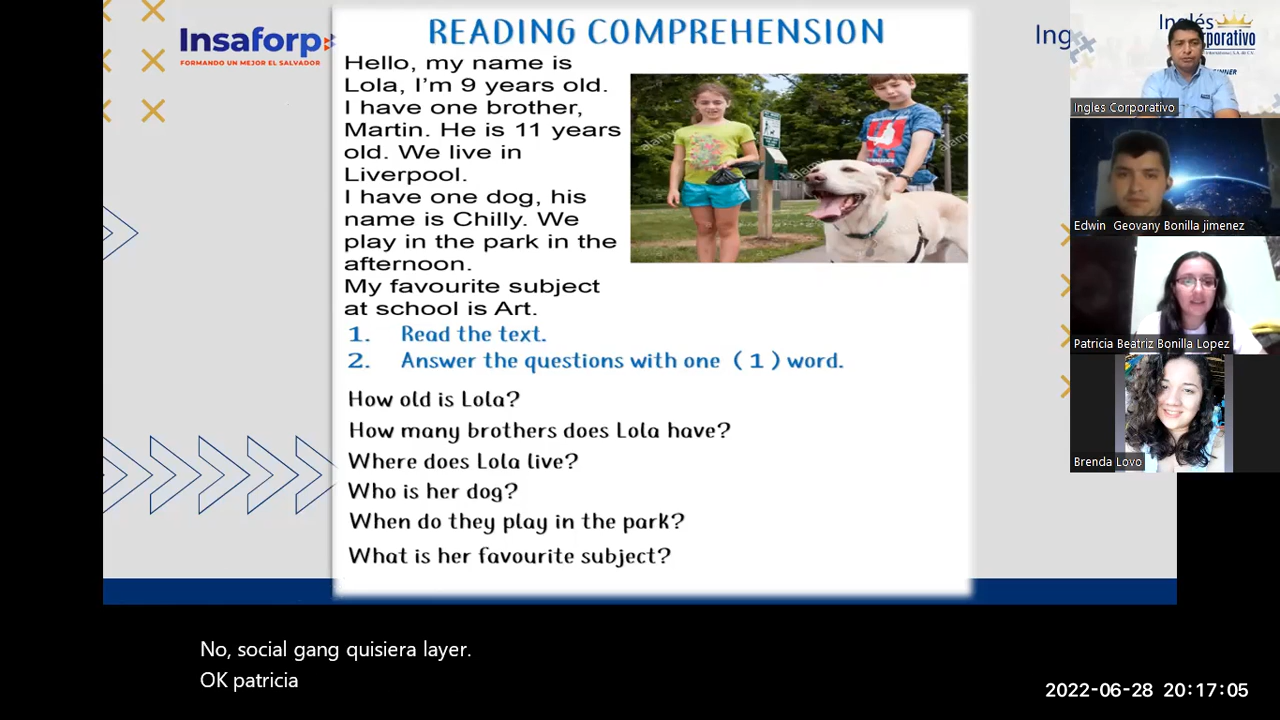 Insaforp
FORMANDO UN MEJOR EL SALVADOR
READING COMPREHENSION
Hello, my name is
Lola, I'm 9 years old.
I have one brother,
Martin. He is 11 years
old. We live in
Liverpool.
I have one dog, his
name is Chilly. We
play in the park in the
afternoon.
My favourite subject
at school is Art.
alamy
alamy
alamy
1. Read the text.
2. Answer the questions with one (1) word.
How old is Lola?
How many brothers does Lola have?
Where does Lola live?
Who is her dog?
When do they play in the park?
What is her favourite subject?
Ing
Inglés
Corporativo
Ingles Corporativo
Edwin Geovany Bonilla jimenez
Patricia Beatriz Bonilla Lopez
Brenda Lovo
No, social gang quisiera layer.
OK patricia
2022-06-28 20:17:05